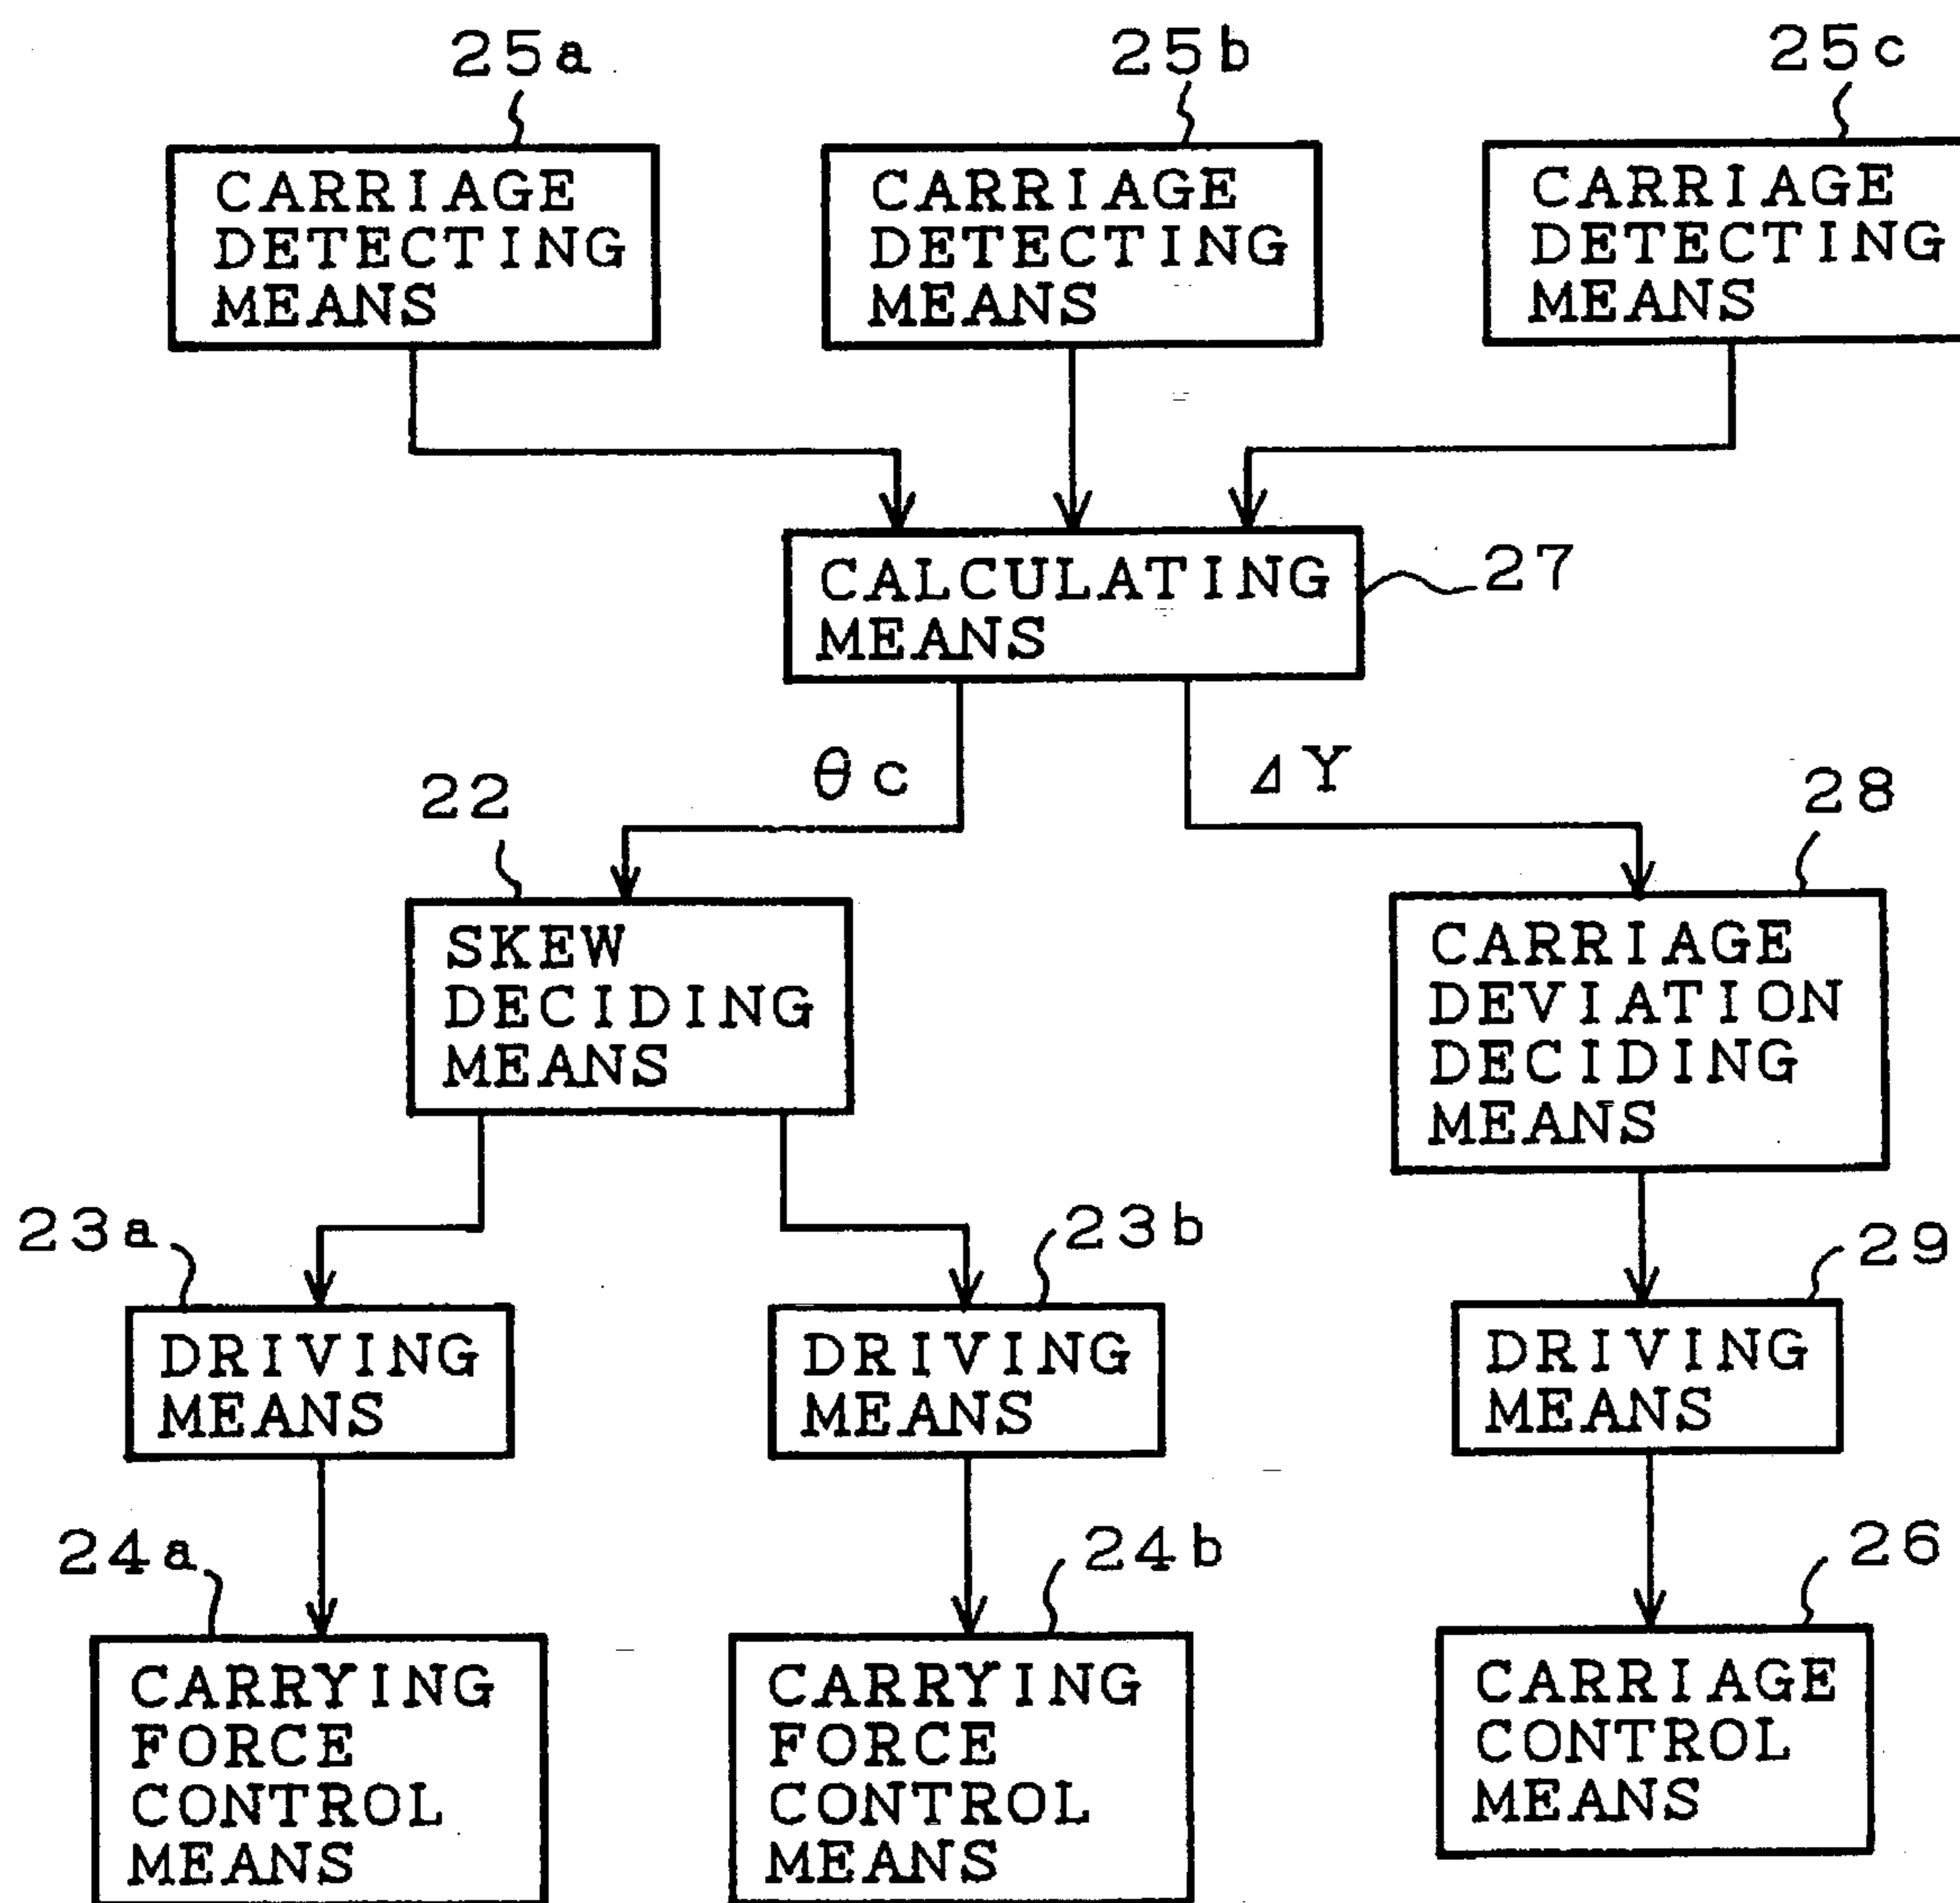 25a
25b
25c
CARRIAGE
DETECTING
MEANS
CARRIAGE
DETECTING
MEANS
CARRIAGE
DETECTING
MEANS
CALCULATING
MEANS
27
θc
ΔY
22
28
SKEW
DECIDING
MEANS
CARRIAGE
DEVIATION
DECIDING
MEANS
23a
23b
29
DRIVING
MEANS
DRIVING
MEANS
DRIVING
MEANS
24a
24b
26
CARRYING
FORCE
CONTROL
MEANS
CARRYING
FORCE
CONTROL
MEANS
CARRIAGE
CONTROL
MEANS